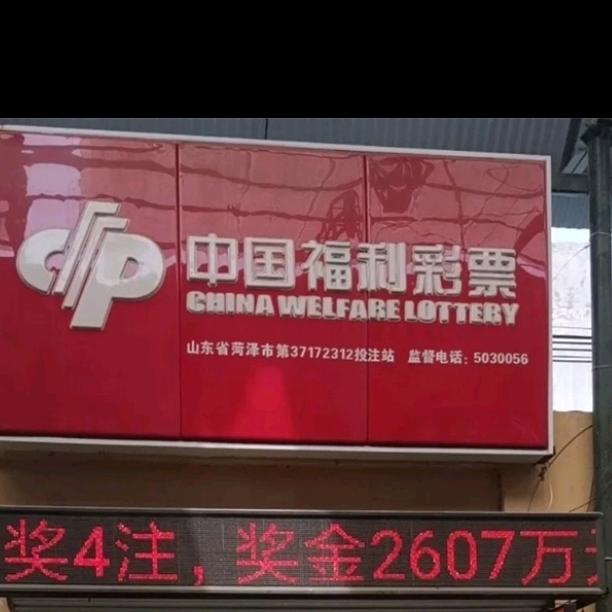 中国福利彩票
CHINA WELFARE LOTTERY
山东省菏泽市第37172312投注站 监督电话：5030056
奖4注，奖金2607万